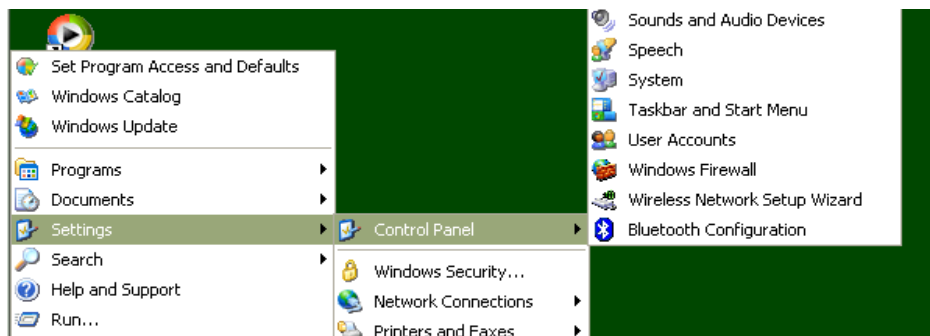 Set Program Access and Defaults
Windows Catalog
Windows Update
Programs
Documents
Settings
Search
Help and Support
Run...
Control Panel
Windows Security...
Network Connections
Printers and Faxes
Sounds and Audio Devices
Speech
System
Taskbar and Start Menu
User Accounts
Windows Firewall
Wireless Network Setup Wizard
Bluetooth Configuration